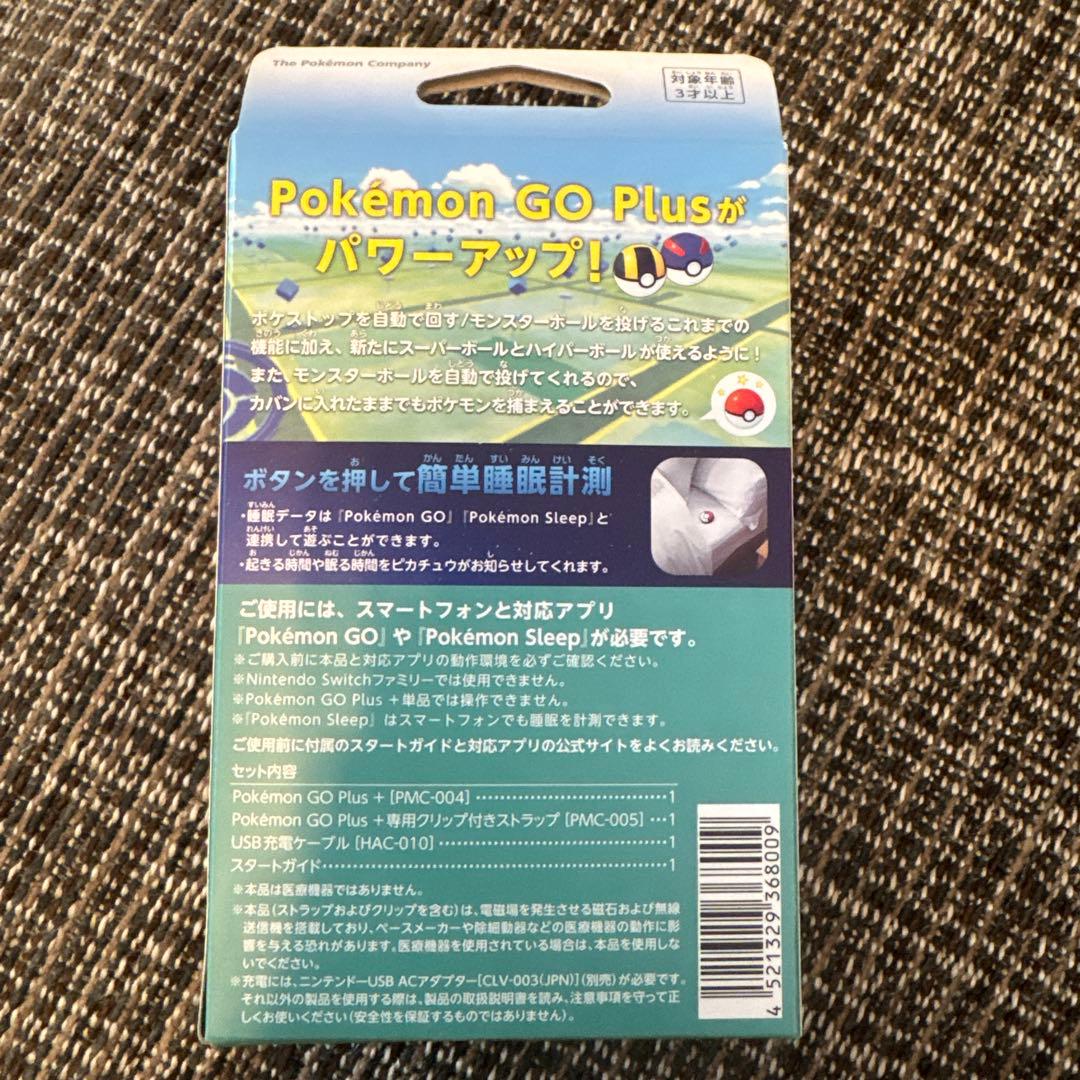 The Pokémon Company
対象年齢
3才以上
Pokémon GO Plusが
パワーアップ!
ポケストップを自動で回す/モンスターボールを投げるこれまでの
機能に加え、新たにスーパーボールとハイパーボールが使えるように!
また、モンスターボールを自動で投げてくれるので、
カバンに入れたままでもポケモンを捕まえることができます。
ボタンを押して簡単睡眠計測
・睡眠データは『Pokémon GO』『Pokémon Sleep』と
連携して遊ぶことができます。
・起きる時間や眠る時間をピカチュウがお知らせしてくれます。
ご使用には、スマートフォンと対応アプリ
『Pokémon GO』や『Pokémon Sleep』が必要です。
※ご購入前に本品と対応アプリの動作環境を必ずご確認ください。
※Nintendo Switchファミリーでは使用できません。
※Pokémon GO Plus +単品では操作できません。
※『Pokémon Sleep』はスマートフォンでも睡眠を計測できます。
ご使用前に付属のスタートガイドと対応アプリの公式サイトをよくお読みください。
セット内容
Pokémon GO Plus + [PMC-004] ……………………………1
Pokémon GO Plus +専用クリップ付きストラップ [PMC-005] …1
USB充電ケーブル [HAC-010] ……………………………1
スタートガイド……………………………………………1
※本品は医療機器ではありません。
※本品(ストラップおよびクリップを含む)は、電磁場を発生させる磁石および無線
送信機を搭載しており、ペースメーカーや除細動器などの医療機器の動作に影
響を与える恐れがあります。医療機器を使用されている場合は、本品を使用しな
いでください。
※充電には、ニンテンドーUSB ACアダプター[CLV-003(JPN)](別売)が必要です。
それ以外の製品を使用する際は、製品の取扱説明書を読み、注意事項を守って正
しくお使いください(安全性を保証するものではありません)。
4 521329 368009